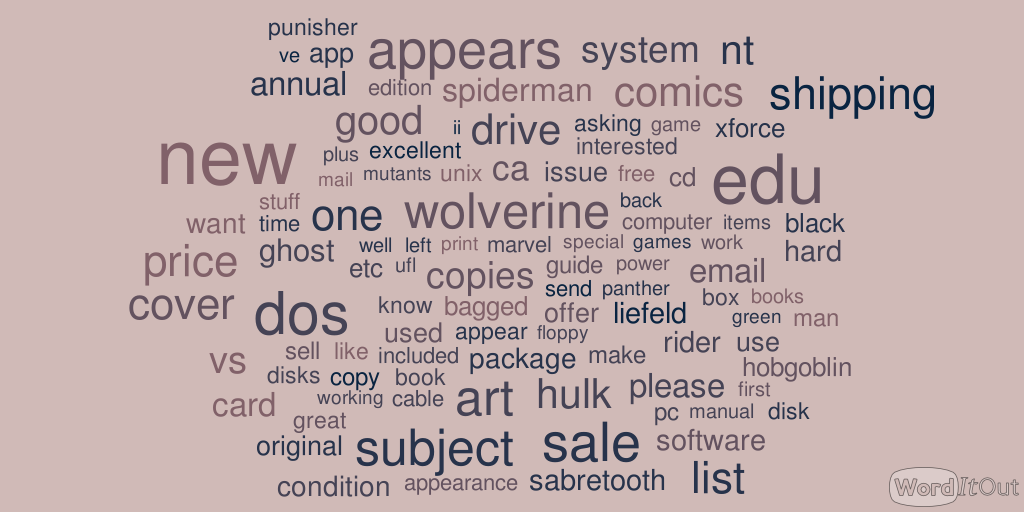 punisher
ve app appears system nt
annual edition spiderman comics shipping
good ii drive asking game xforce
new plus excellent interested
mail mutants unix ca issue free cd edu
stuff back
want time one wolverine computer items black
price ghost well left print marvel special games work hard
etc ufl copies guide power email
send panther
cover dos know bagged offer liefeld box books
green man
used appear floppy rider use
vs sell like included package make hobgoblin
disks copy book
card working cable art hulk please first
great pc manual disk
original subject sale software
condition appearance sabretooth list
WordItOut